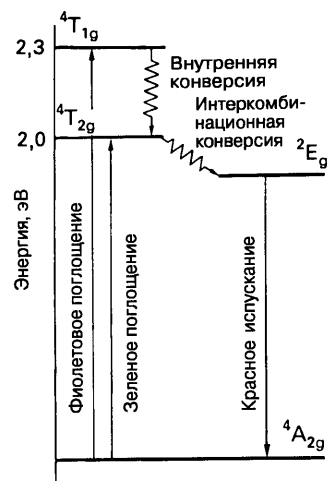 ⁴T₁g
2,3
Внутренняя
конверсия
Интеркомби-
национная
конверсия
⁴T₂g
2,0
²Eg
Энергия, эВ
Фиолетовое поглощение
Зеленое поглощение
Красное испускание
⁴A₂g